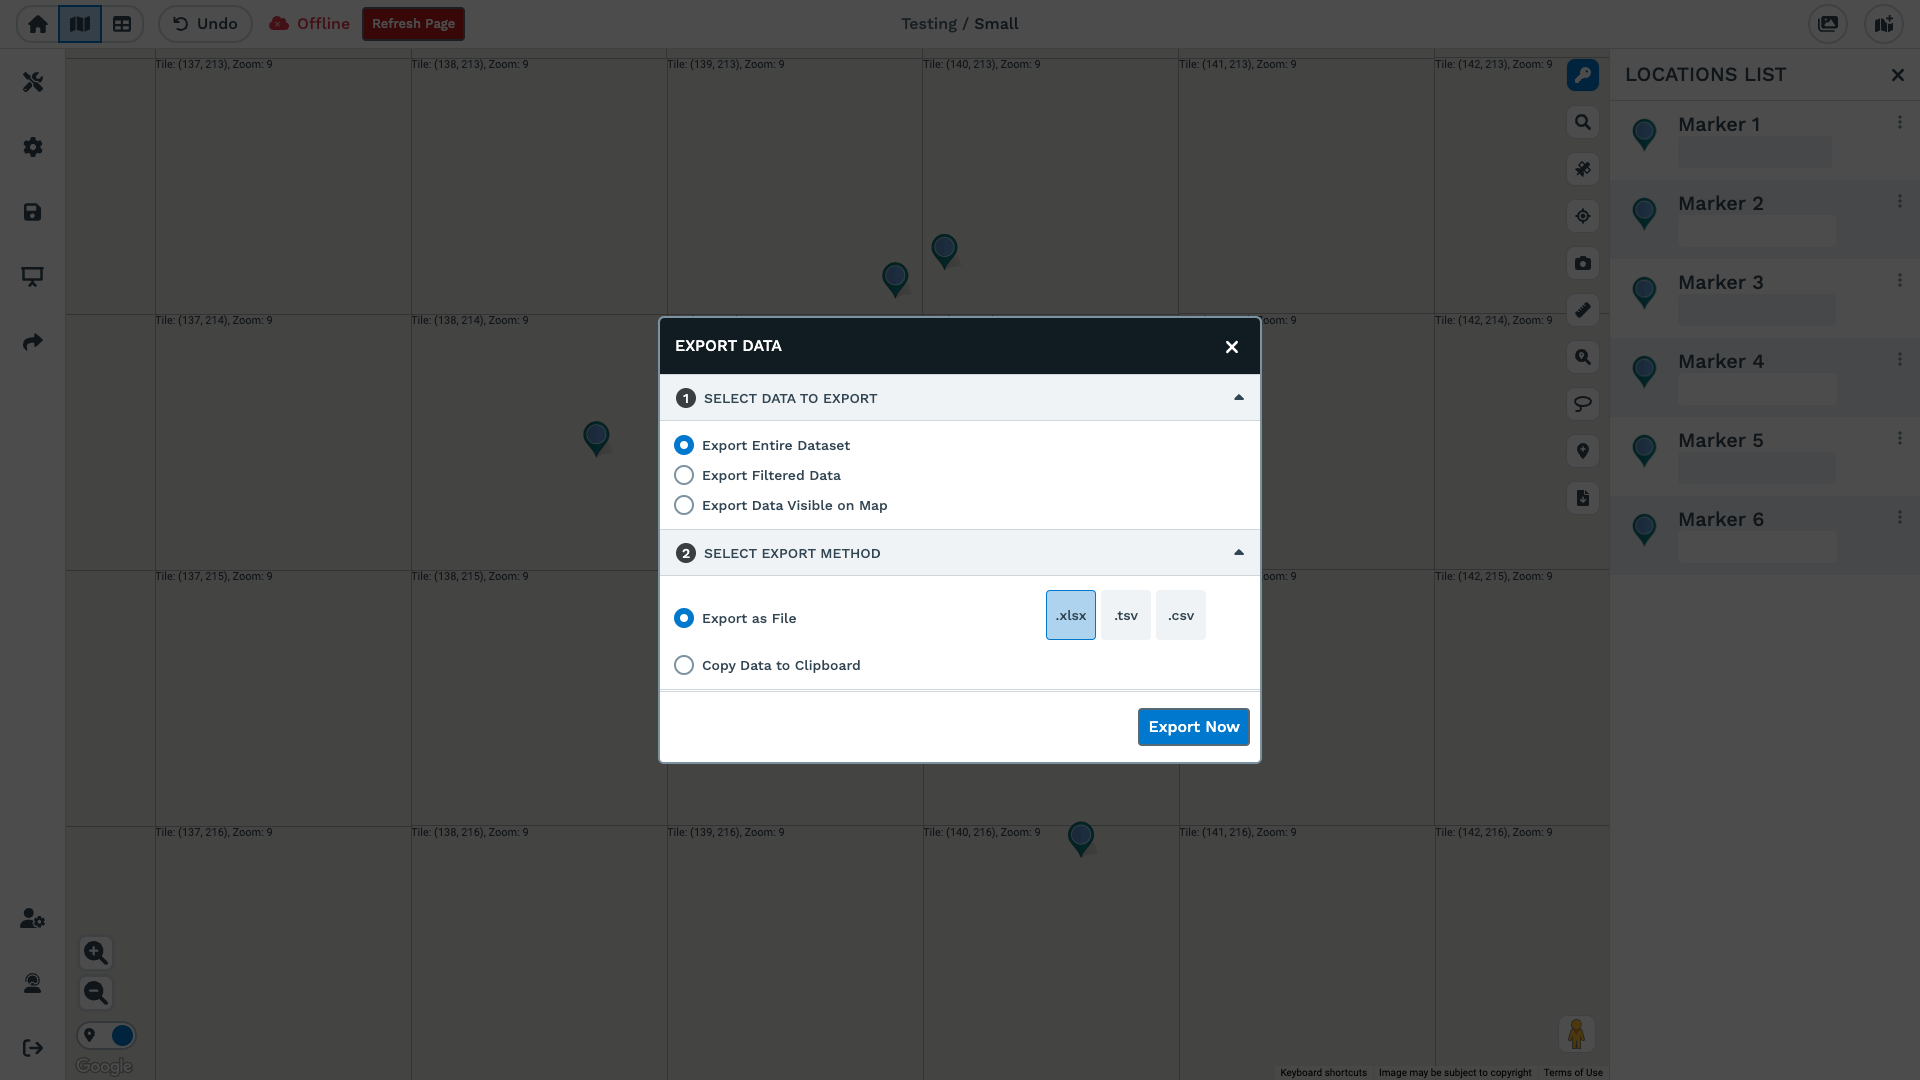 Undo
Offline
Refresh Page
Testing / Small
Tile: (137, 213), Zoom: 9
Tile: (138, 213), Zoom: 9
Tile: (139, 213), Zoom: 9
Tile: (140, 213), Zoom: 9
Tile: (141, 213), Zoom: 9
Tile: (142, 213), Zoom: 9
Tile: (137, 214), Zoom: 9
Tile: (138, 214), Zoom: 9
oom: 9
Tile: (142, 214), Zoom: 9
EXPORT DATA
1 SELECT DATA TO EXPORT
Export Entire Dataset
Export Filtered Data
Export Data Visible on Map
2 SELECT EXPORT METHOD
Export as File
.xlsx
.tsv
.csv
Copy Data to Clipboard
Export Now
Tile: (137, 215), Zoom: 9
Tile: (138, 215), Zoom: 9
oom: 9
Tile: (142, 215), Zoom: 9
Tile: (137, 216), Zoom: 9
Tile: (138, 216), Zoom: 9
Tile: (139, 216), Zoom: 9
Tile: (140, 216), Zoom: 9
Tile: (141, 216), Zoom: 9
Tile: (142, 216), Zoom: 9
Google
Keyboard shortcuts
Image may be subject to copyright
Terms of Use
LOCATIONS LIST
Marker 1
Marker 2
Marker 3
Marker 4
Marker 5
Marker 6